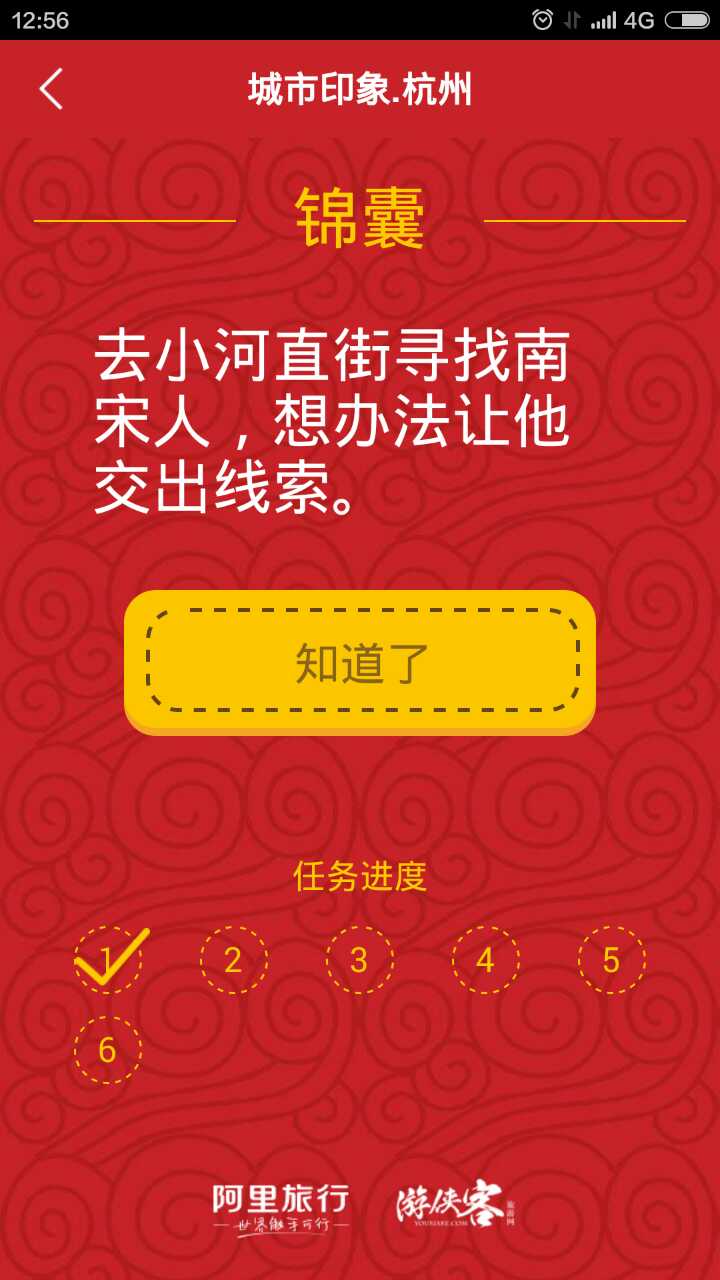 12:56
4G
城市印象.杭州
锦囊
去小河直街寻找南
宋人，想办法让他
交出线索。
知道了
任务进度
1 2 3 4 5
6
阿里旅行
世界触手可行
游侠客
YOUXIAKE.COM
旅游网